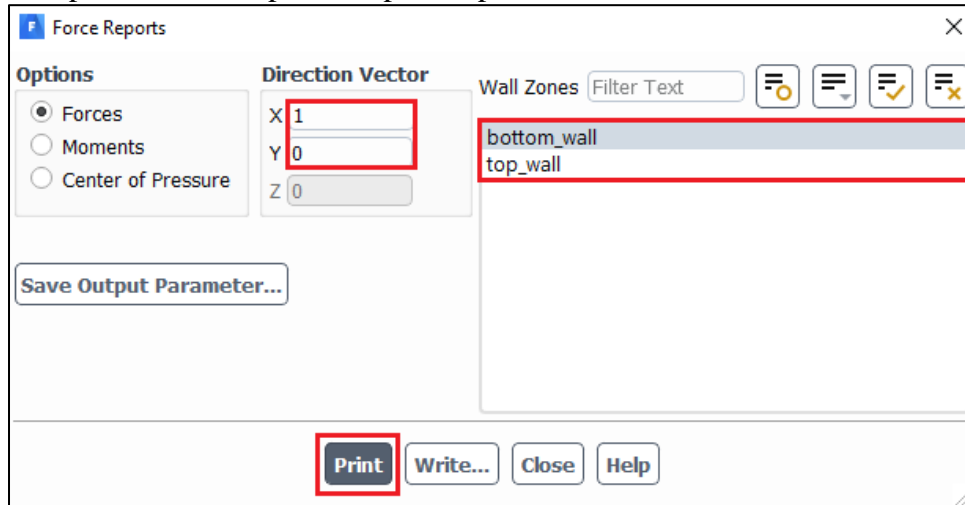 Force Reports
Options
Forces
Moments
Center of Pressure
Direction Vector
X 1
Y 0
Z 0
Wall Zones Filter Text
bottom_wall
top_wall
Save Output Parameter...
Print Write... Close Help